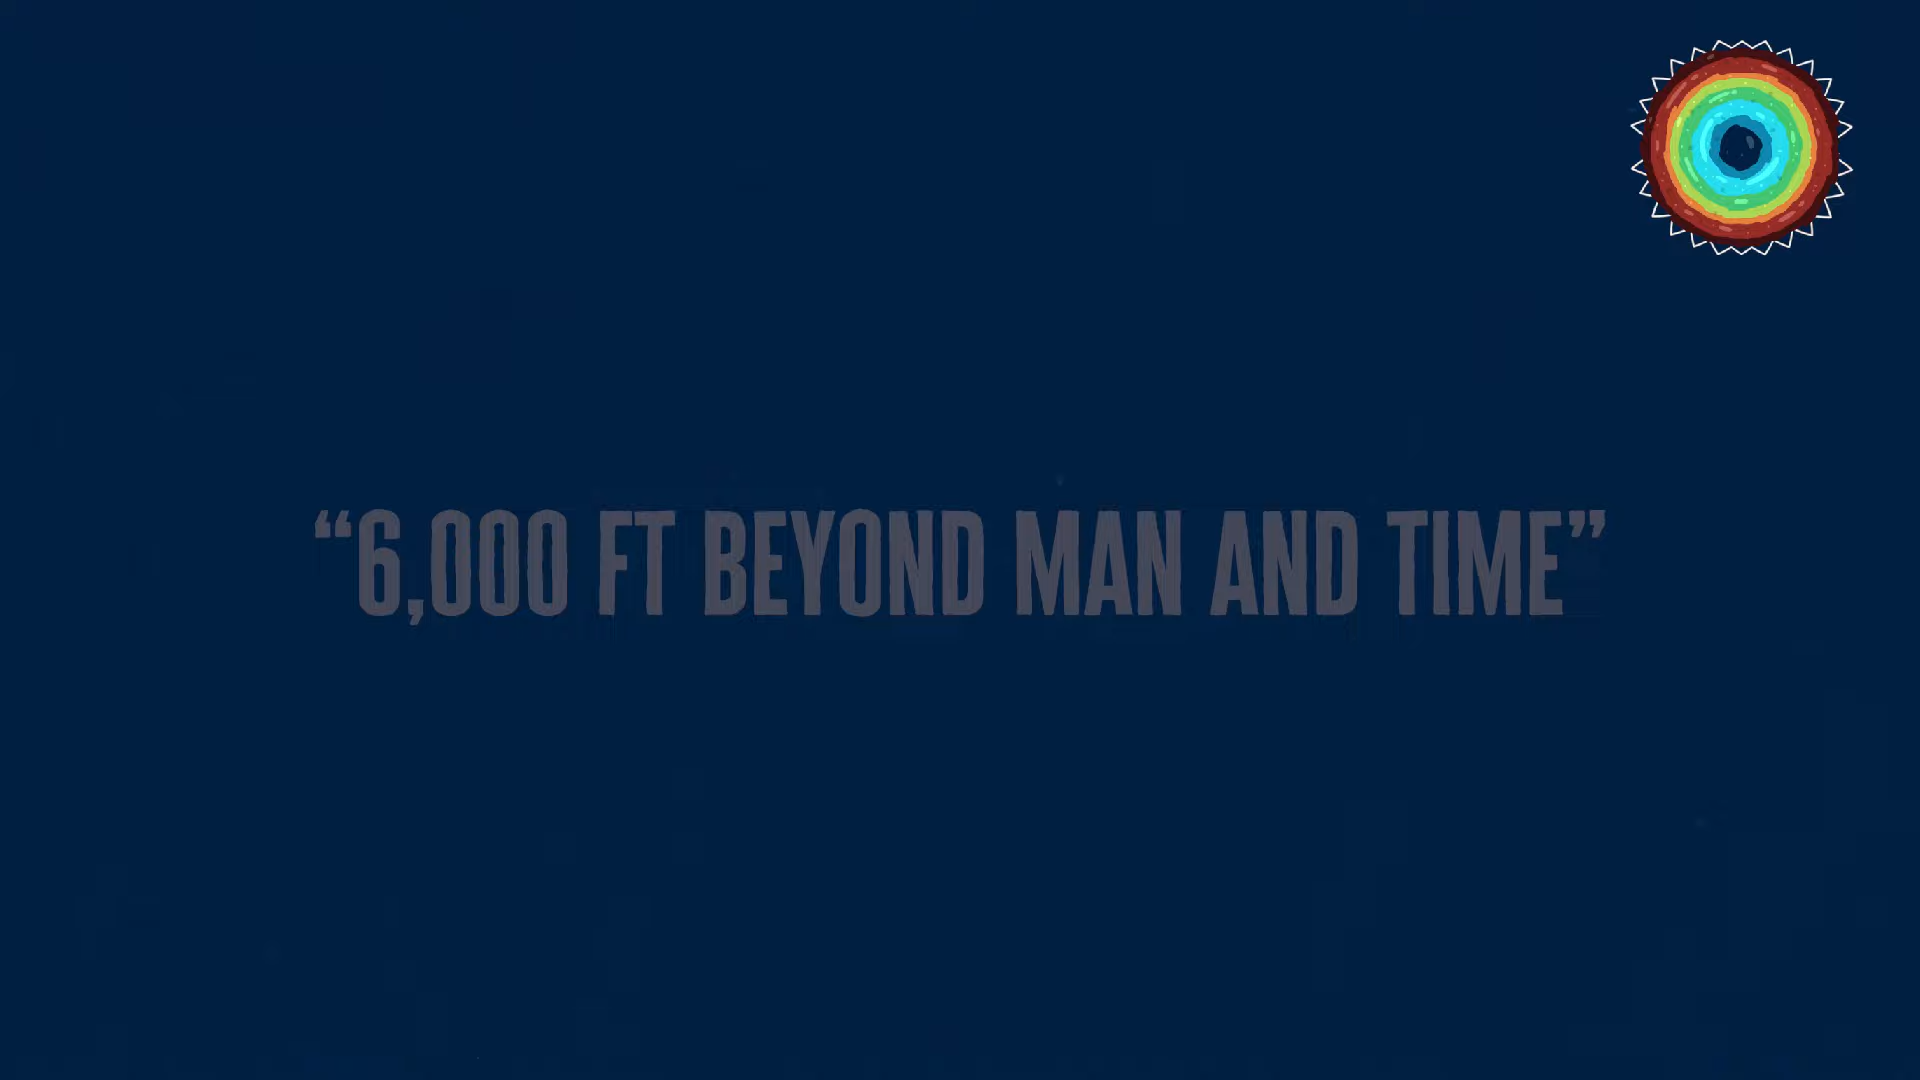 “6,000 FT BEYOND MAN AND TIME”